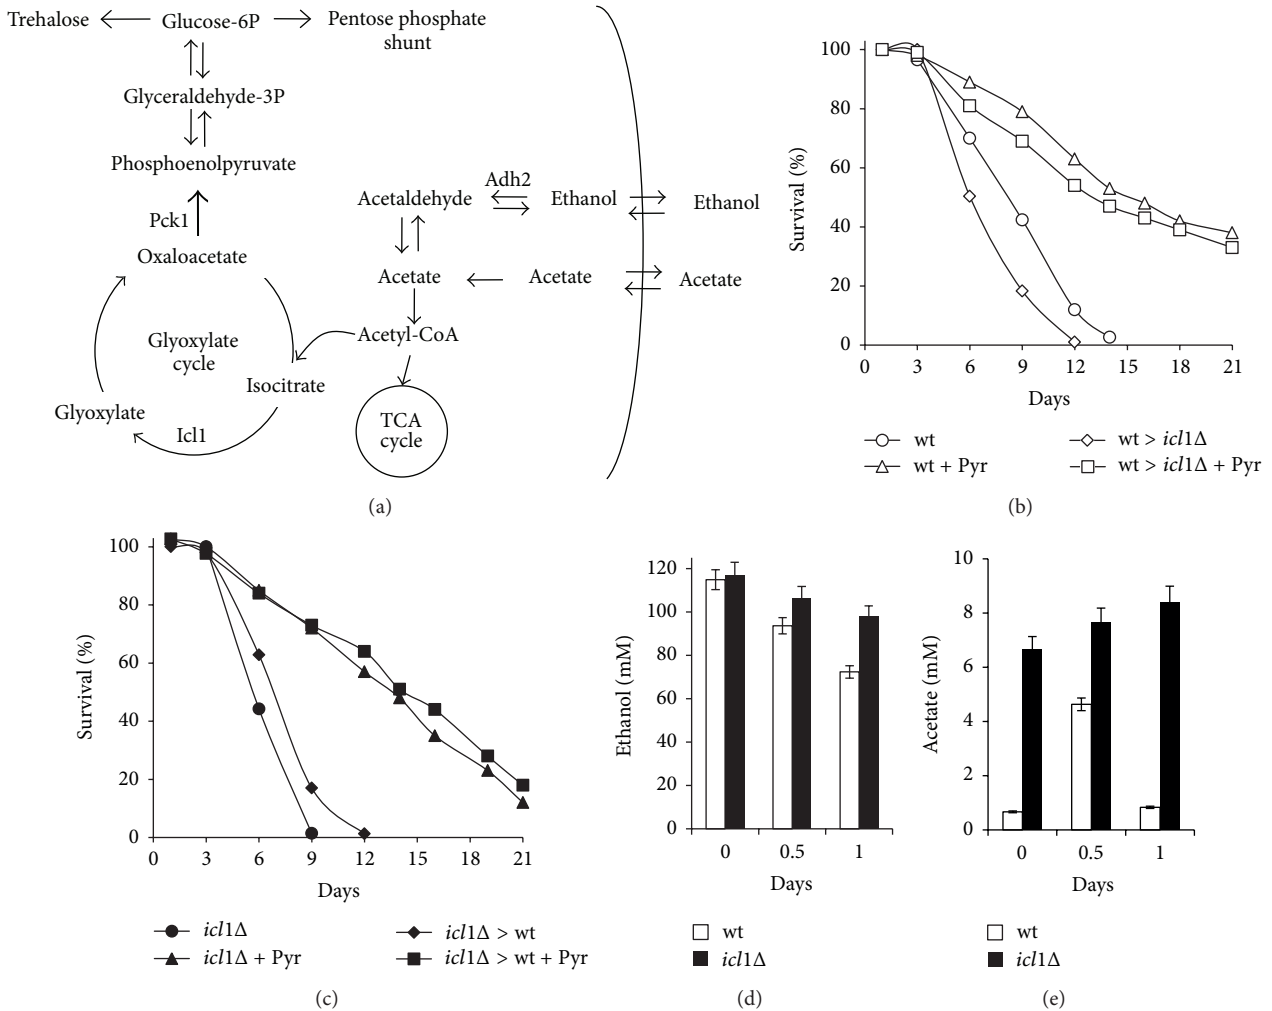 Trehalose
Glucose-6P
Pentose phosphate
shunt
Glyceraldehyde-3P
Phosphoenolpyruvate
Pck1
Oxaloacetate
Glyoxylate
cycle
Isocitrate
Glyoxylate
Icl1
Acetaldehyde
Adh2
Ethanol
Ethanol
Acetate
Acetate
Acetate
Acetyl-CoA
TCA
cycle
(a)
Survival (%)
100
80
60
40
20
0
0 3 6 9 12 15 18 21
Days
wt
wt + Pyr
wt > icl1Δ
wt > icl1Δ + Pyr
(b)
Survival (%)
100
80
60
40
20
0
0 3 6 9 12 15 18 21
Days
icl1Δ
icl1Δ + Pyr
icl1Δ > wt
icl1Δ > wt + Pyr
(c)
Ethanol (mM)
120
100
80
60
40
20
0
0 0.5 1
Days
wt
icl1Δ
(d)
Acetate (mM)
10
8
6
4
2
0
0 0.5 1
Days
wt
icl1Δ
(e)